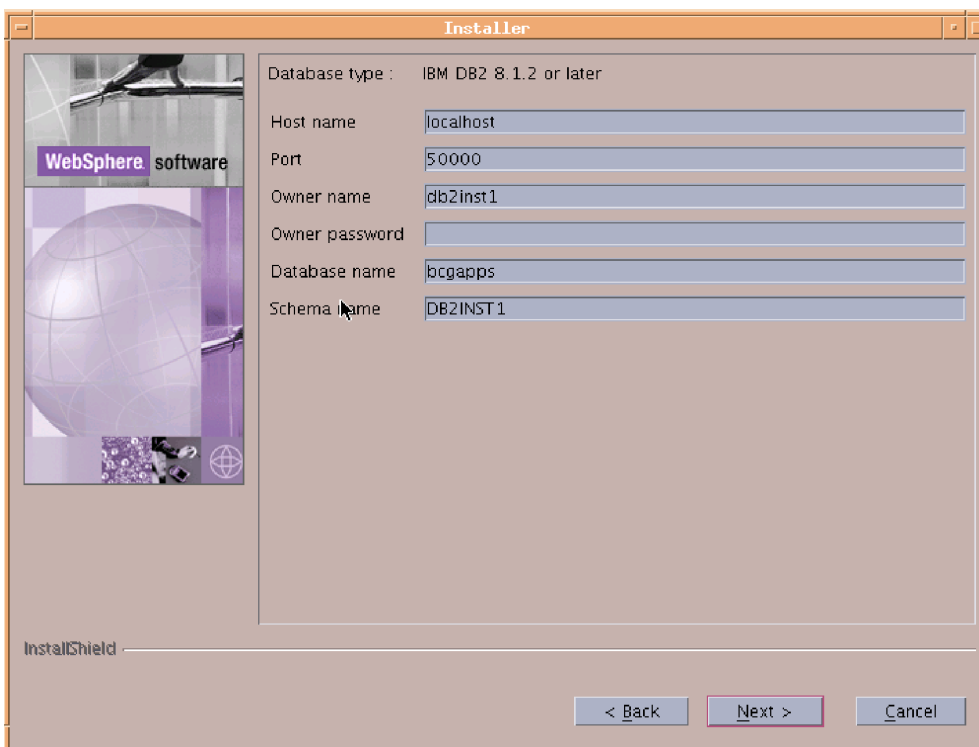 Installer
WebSphere software
Database type : IBM DB2 8.1.2 or later
Host name localhost
Port 50000
Owner name db2inst1
Owner password
Database name bcgapps
Schema name DB2INST1
InstallShield
< Back Next > Cancel